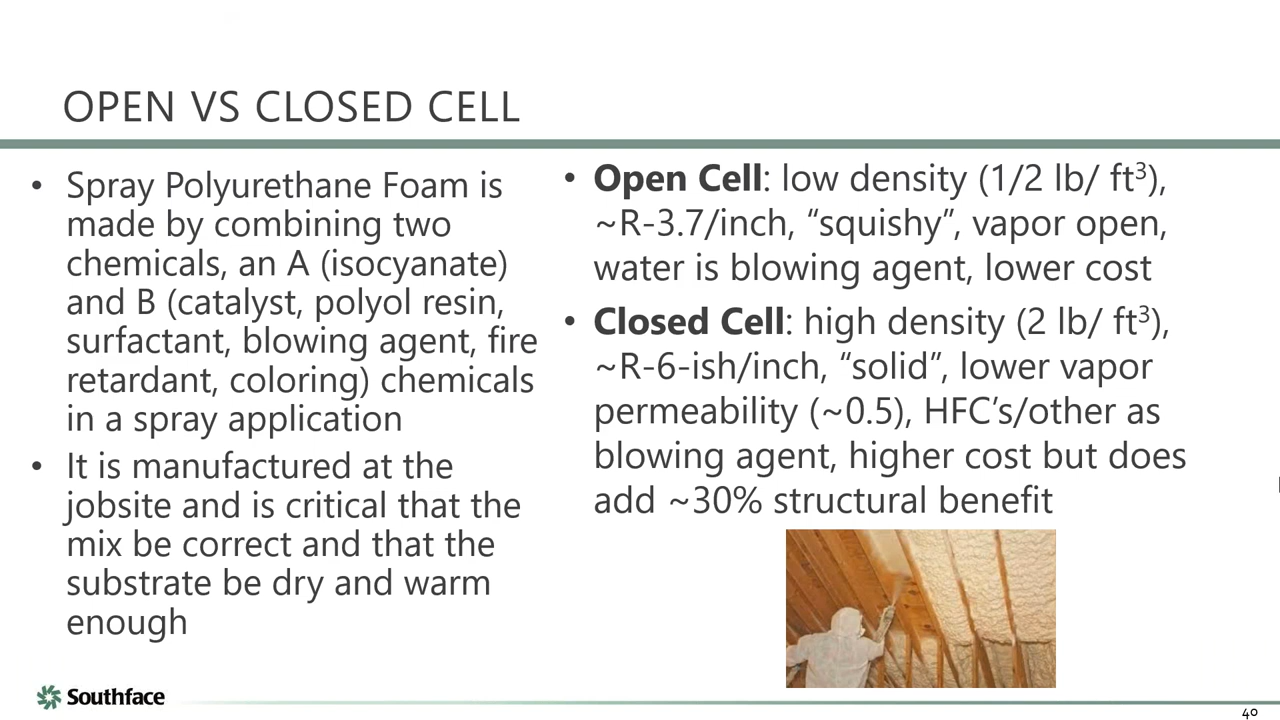 OPEN VS CLOSED CELL
• Spray Polyurethane Foam is
made by combining two
chemicals, an A (isocyanate)
and B (catalyst, polyol resin,
surfactant, blowing agent, fire
retardant, coloring) chemicals
in a spray application
• It is manufactured at the
jobsite and is critical that the
mix be correct and that the
substrate be dry and warm
enough
• Open Cell: low density (1/2 lb/ ft³),
~R-3.7/inch, “squishy”, vapor open,
water is blowing agent, lower cost
• Closed Cell: high density (2 lb/ ft³),
~R-6-ish/inch, “solid”, lower vapor
permeability (~0.5), HFC’s/other as
blowing agent, higher cost but does
add ~30% structural benefit
Southface
40